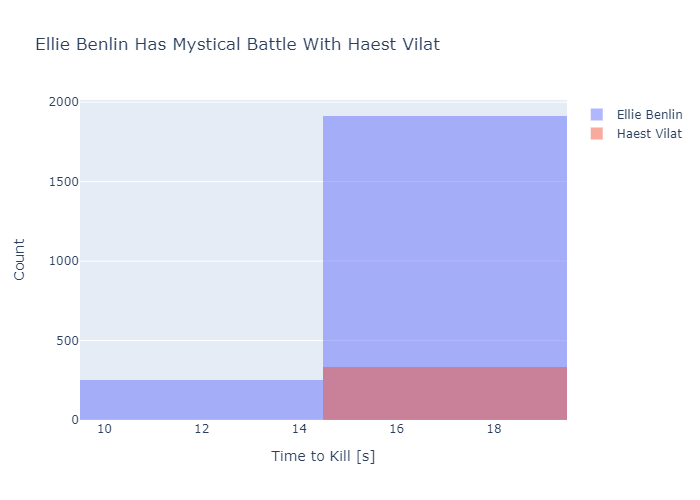 Ellie Benlin Has Mystical Battle With Haest Vilat
Ellie Benlin
Haest Vilat
2000
1500
1000
500
0
Count
10 12 14 16 18
Time to Kill [s]